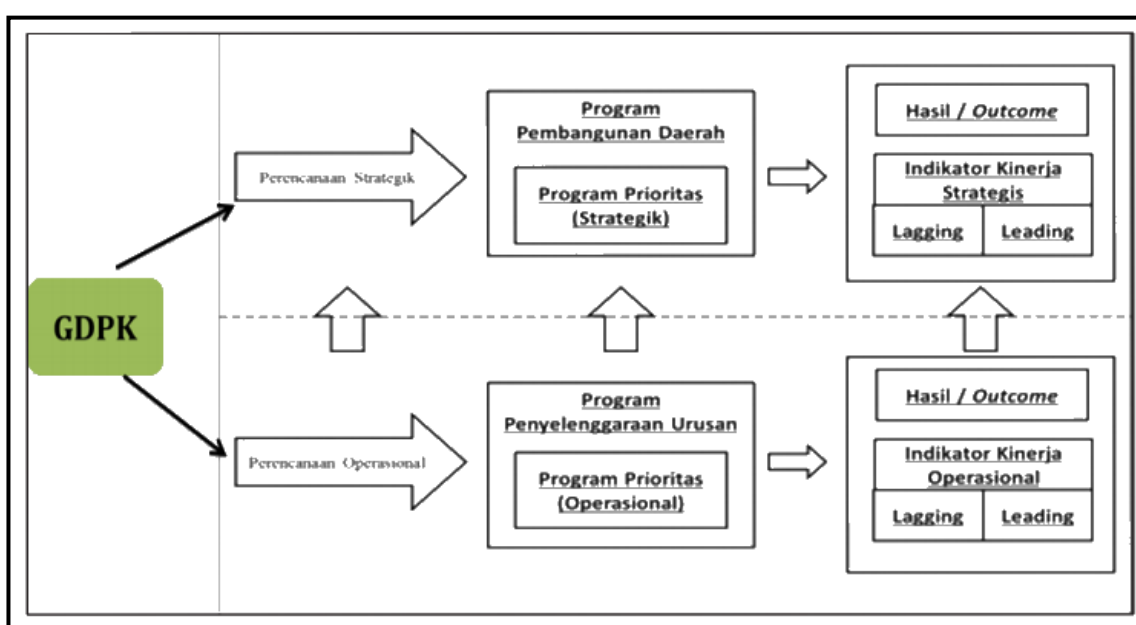 GDPK
Perencanaan Strategik
Program
Pembangunan Daerah
Program Prioritas
(Strategik)
Hasil / Outcome
Indikator Kinerja
Strategis
Lagging
Leading
Perencanaan Operasional
Program
Penyelenggaraan Urusan
Program Prioritas
(Operasional)
Hasil / Outcome
Indikator Kinerja
Operasional
Lagging
Leading